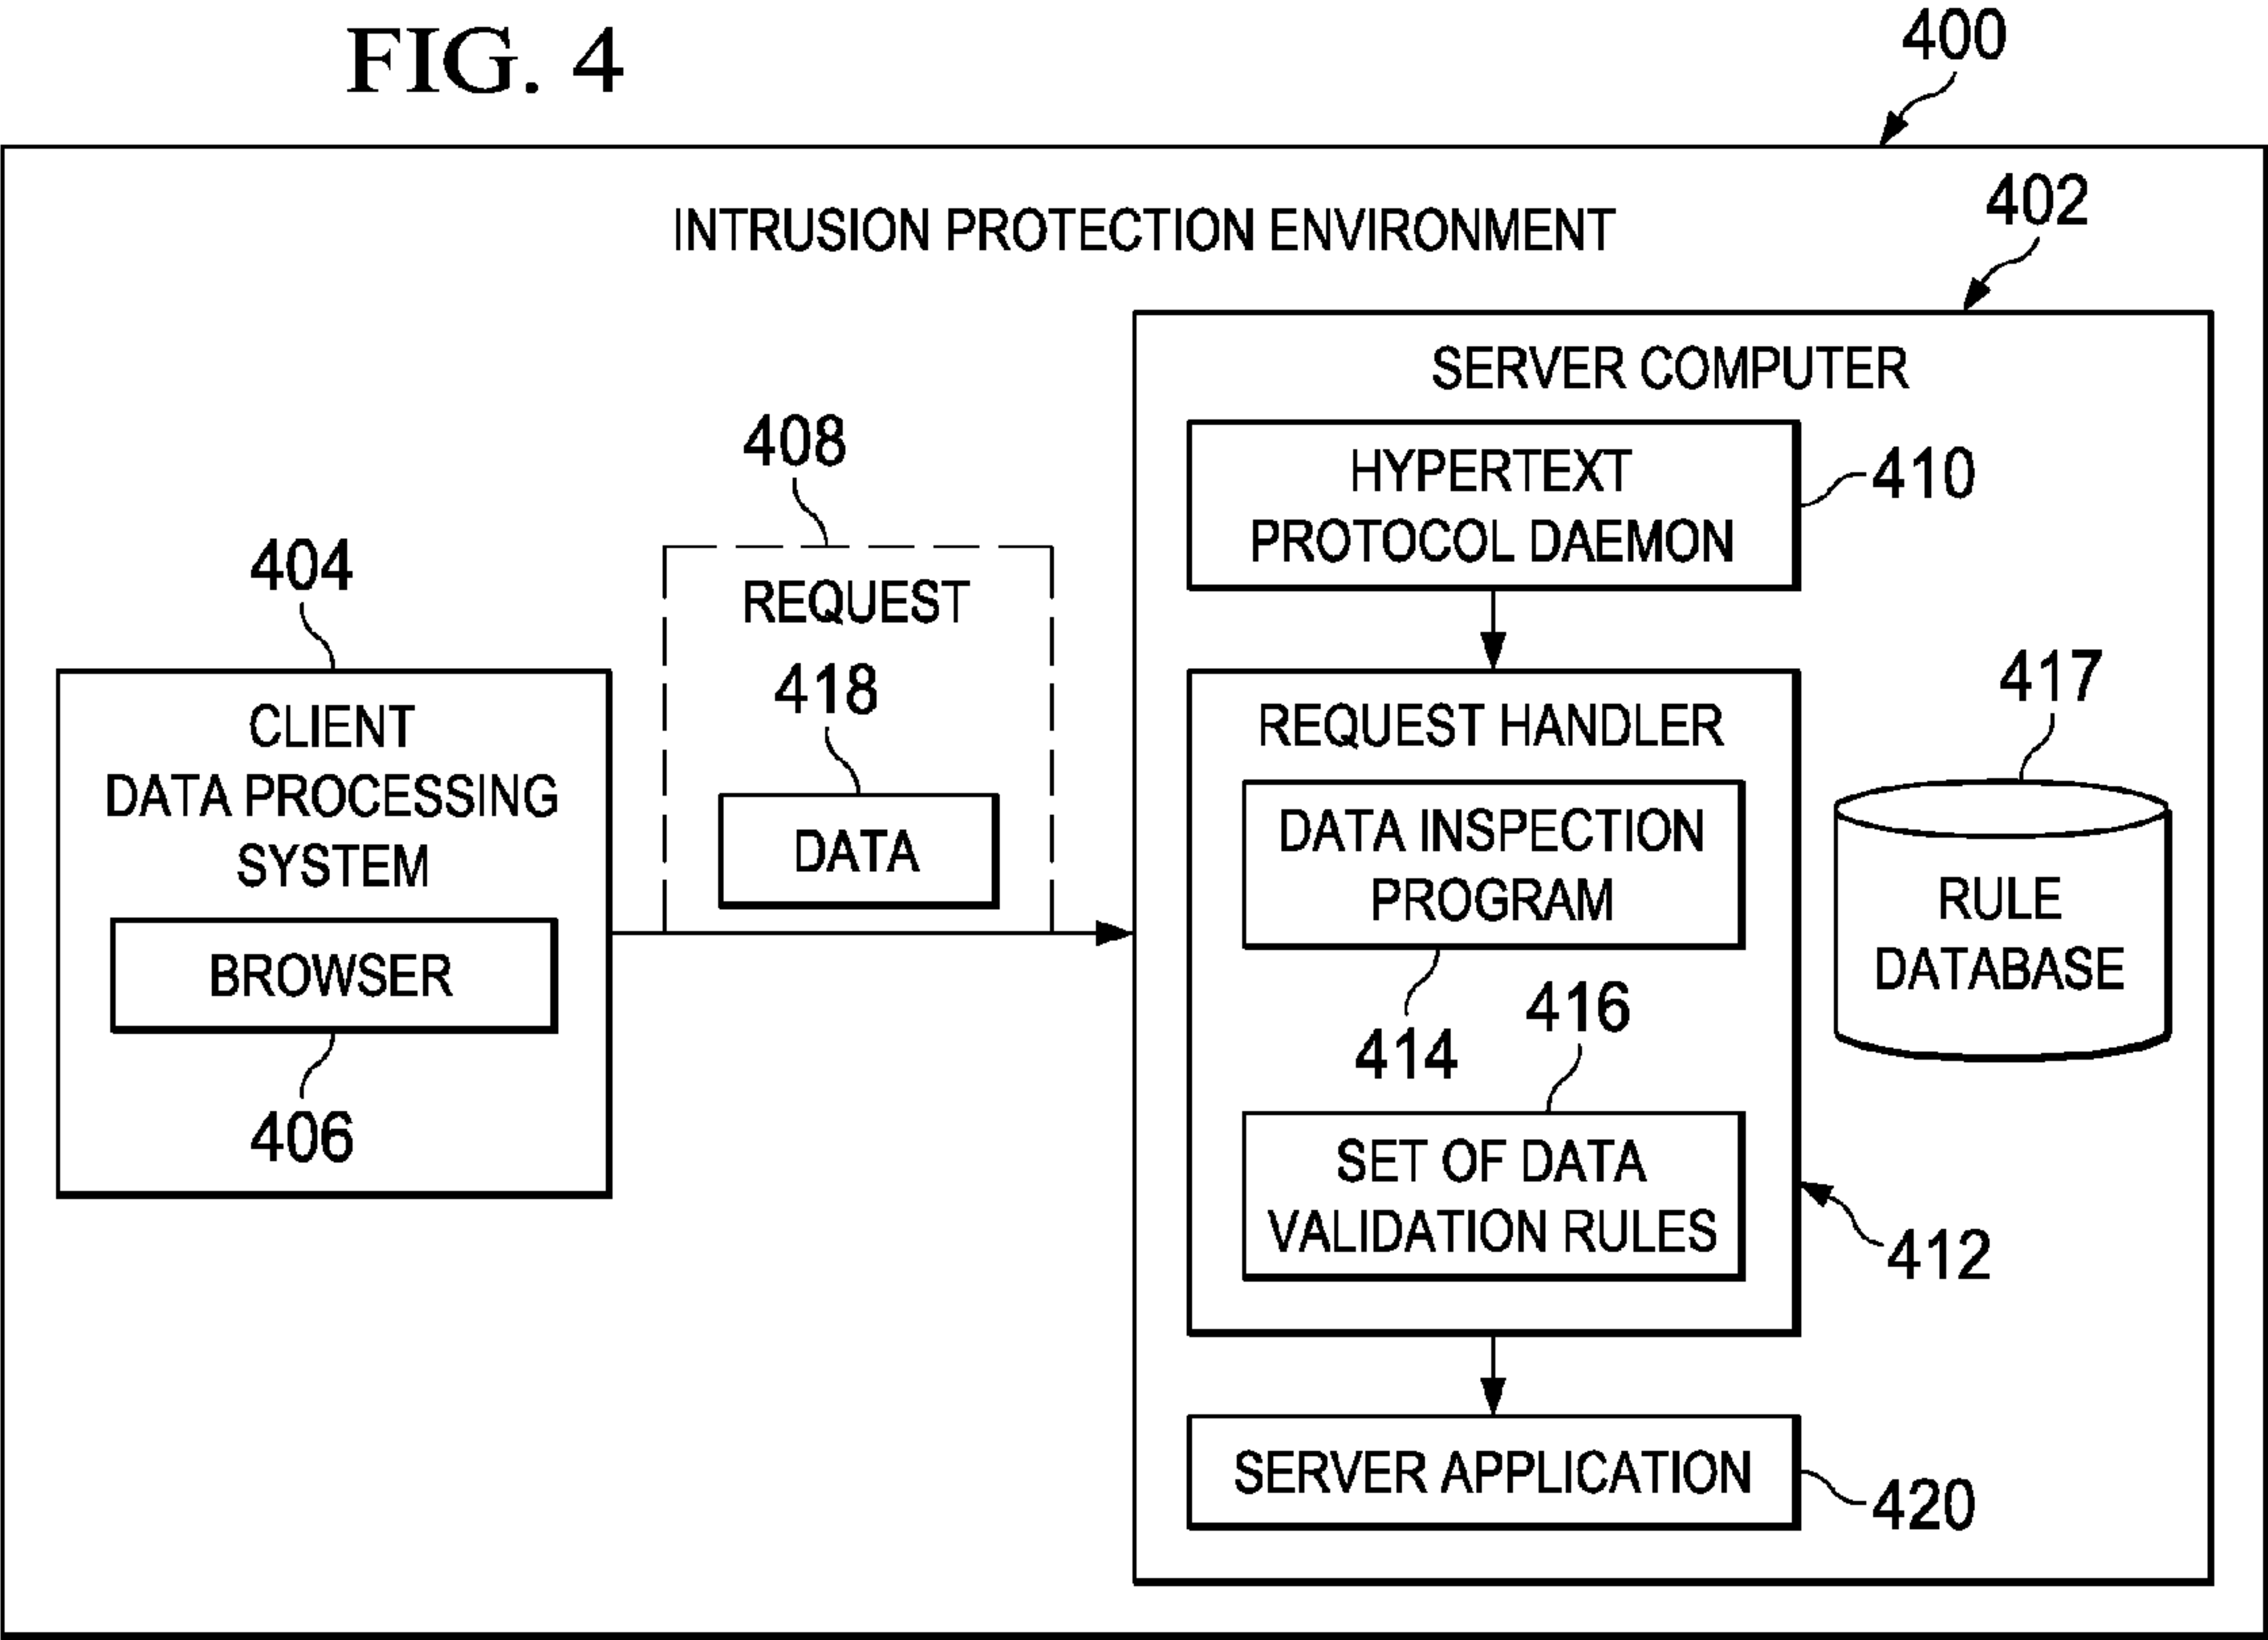 FIG. 4
400
INTRUSION PROTECTION ENVIRONMENT
402
SERVER COMPUTER
408
HYPERTEXT
PROTOCOL DAEMON
410
404
REQUEST
418
DATA
CLIENT
DATA PROCESSING
SYSTEM
BROWSER
406
REQUEST HANDLER
DATA INSPECTION
PROGRAM
414
416
SET OF DATA
VALIDATION RULES
412
417
RULE
DATABASE
SERVER APPLICATION
420